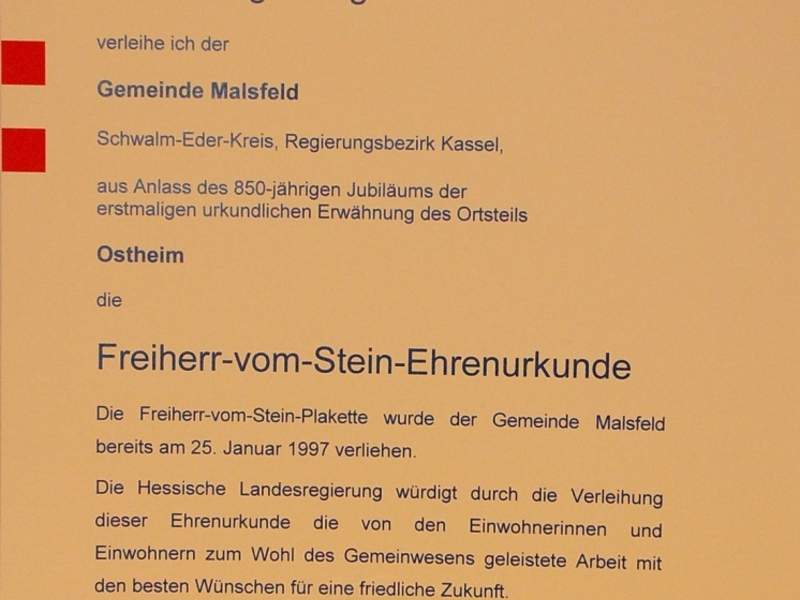 verleihe ich der
Gemeinde Malsfeld
Schwalm-Eder-Kreis, Regierungsbezirk Kassel,
aus Anlass des 850-jährigen Jubiläums der
erstmaligen urkundlichen Erwähnung des Ortsteils
Ostheim
die
Freiherr-vom-Stein-Ehrenurkunde
Die Freiherr-vom-Stein-Plakette wurde der Gemeinde Malsfeld
bereits am 25. Januar 1997 verliehen.
Die Hessische Landesregierung würdigt durch die Verleihung
dieser Ehrenurkunde die von den Einwohnerinnen und
Einwohnern zum Wohl des Gemeinwesens geleistete Arbeit mit
den besten Wünschen für eine friedliche Zukunft.